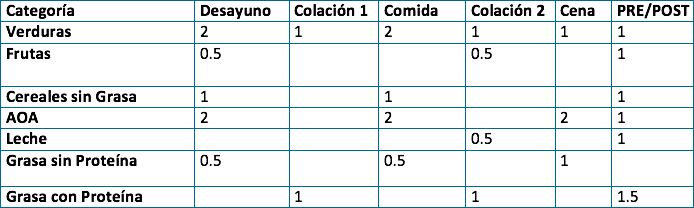 Categoría Desayuno Colación 1 Comida Colación 2 Cena PRE/POST
Verduras 2 1 2 1 1 1
Frutas 0.5 0.5 1
Cereales sin Grasa 1 1 1
AOA 2 2 2 1
Leche 0.5 1
Grasa sin Proteína 0.5 0.5 1
Grasa con Proteína 1 1 1.5